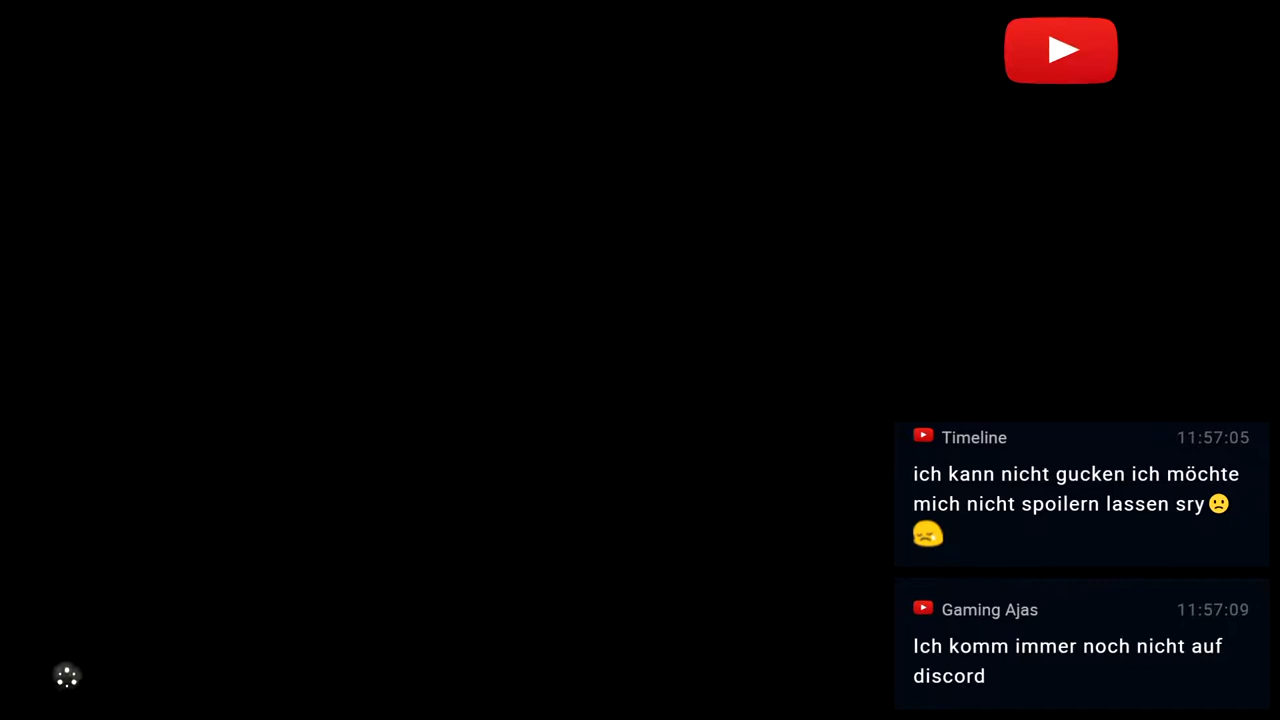 Timeline 11:57:05
ich kann nicht gucken ich möchte
mich nicht spoilern lassen sry🙁
😢
Gaming Ajas 11:57:09
Ich komm immer noch nicht auf
discord